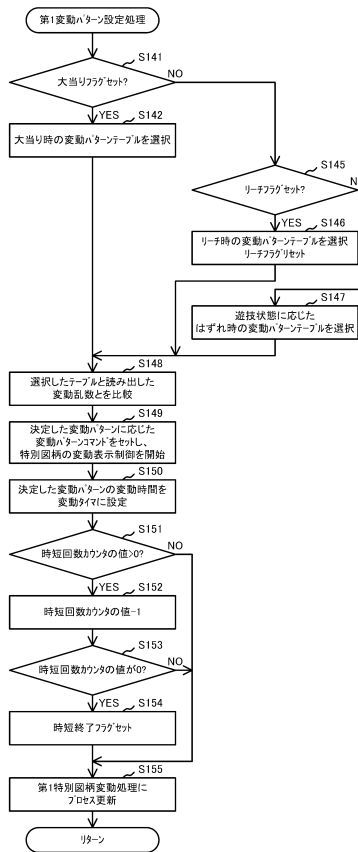 第1変動パターン設定処理
S141
大当りフラグセット?
NO
YES
S142
大当り時の変動パターンテーブルを選択
S145
リーチフラグセット?
N
YES
S146
リーチ時の変動パターンテーブルを選択
リーチフラグリセット
S147
遊技状態に応じた
はずれ時の変動パターンテーブルを選択
S148
選択したテーブルと読み出した
変動乱数とを比較
S149
決定した変動パターンに応じた
変動パターンコマンドをセットし、
特別図柄の変動表示制御を開始
S150
決定した変動パターンの変動時間を
変動タイマに設定
S151
時短回数カウンタの値>0?
NO
YES
S152
時短回数カウンタの値-1
S153
時短回数カウンタの値が0?
NO
YES
S154
時短終了フラグセット
S155
第1特別図柄変動処理に
プロセス更新
リターン